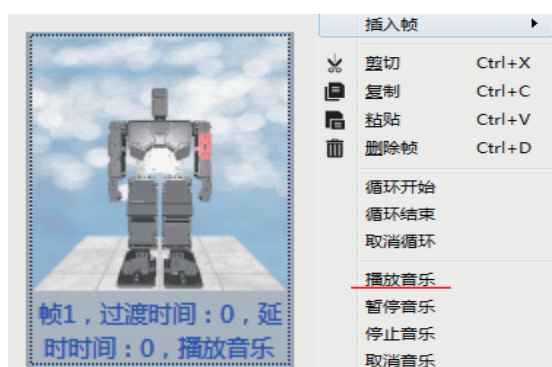 插入帧
剪切 Ctrl+X
复制 Ctrl+C
粘贴 Ctrl+V
删除帧 Ctrl+D
循环开始
循环结束
取消循环
播放音乐
暂停音乐
停止音乐
取消音乐
帧1，过渡时间：0，延
时时间：0，播放音乐